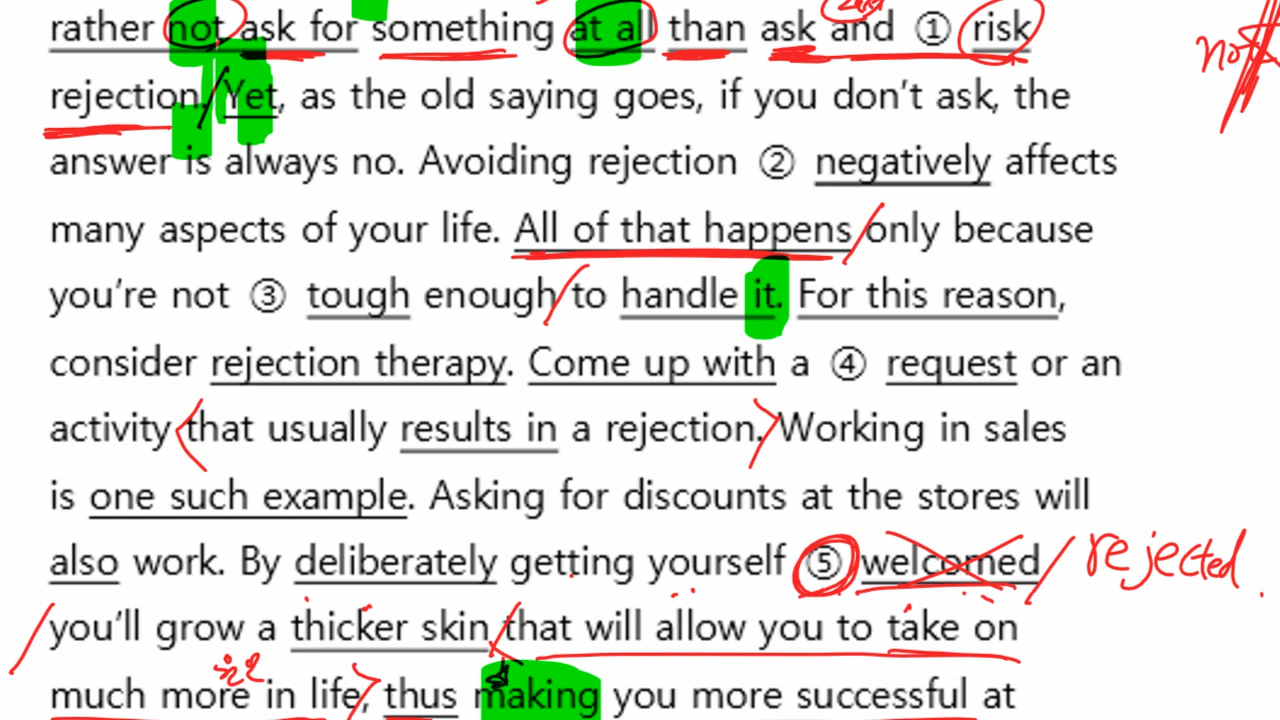 rather not ask for something at all than ask and ① risk
rejection. Yet, as the old saying goes, if you don't ask, the
answer is always no. Avoiding rejection ② negatively affects
many aspects of your life. All of that happens only because
you're not ③ tough enough to handle it. For this reason,
consider rejection therapy. Come up with a ④ request or an
activity that usually results in a rejection. Working in sales
is one such example. Asking for discounts at the stores will
also work. By deliberately getting yourself ⑤ welcomed rejected
you'll grow a thicker skin that will allow you to take on
much more in life, thus making you more successful at